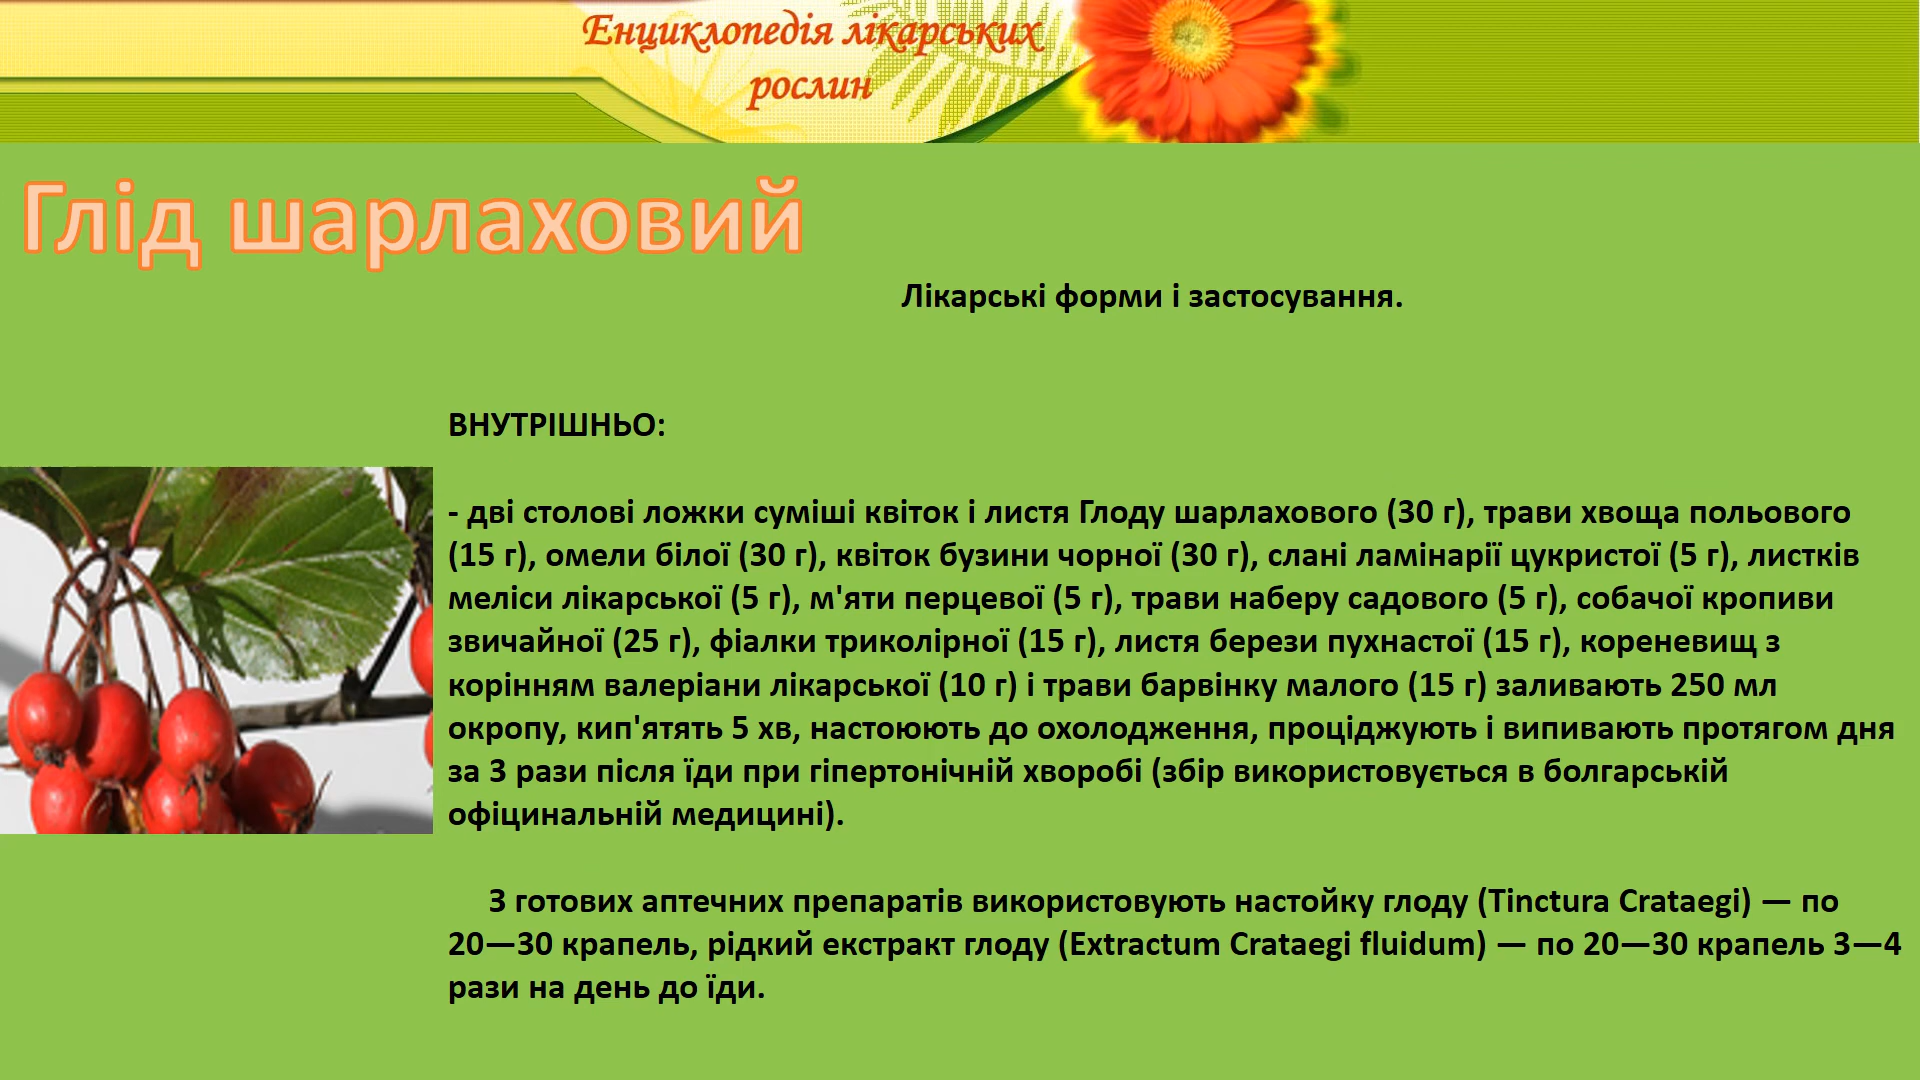 Енциклопедія лікарських
рослин
Глід шарлаховий
Лікарські форми і застосування.
ВНУТРІШНЬО:
- дві столові ложки суміші квіток і листя Глоду шарлахового (30 г), трави хвоща польового
(15 г), омели білої (30 г), квіток бузини чорної (30 г), слані ламінарії цукристої (5 г), листків
меліси лікарської (5 г), м'яти перцевої (5 г), трави наберу садового (5 г), собачої кропиви
звичайної (25 г), фіалки триколірної (15 г), листя берези пухнастої (15 г), кореневищ з
корінням валеріани лікарської (10 г) і трави барвінку малого (15 г) заливають 250 мл
окропу, кип'ятять 5 хв, настоюють до охолодження, проціджують і випивають протягом дня
за 3 рази після їди при гіпертонічній хворобі (збір використовується в болгарській
офіцинальній медицині).
З готових аптечних препаратів використовують настойку глоду (Tinctura Crataegi) — по
20—30 крапель, рідкий екстракт глоду (Extractum Crataegi fluidum) — по 20—30 крапель 3—4
рази на день до їди.